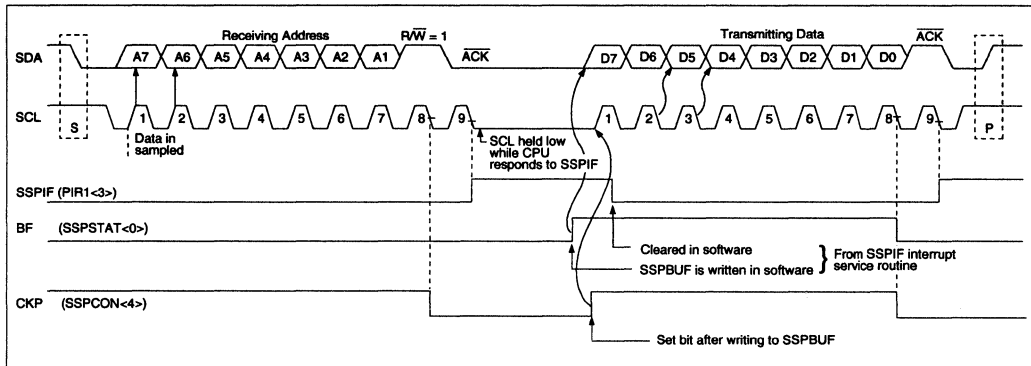 Receiving Address
R/W̅ = 1
Transmitting Data
A̅C̅K̅
SDA A7 A6 A5 A4 A3 A2 A1 A̅C̅K̅ D7 D6 D5 D4 D3 D2 D1 D0
SCL S 1 2 3 4 5 6 7 8 9 1 2 3 4 5 6 7 8 9 P
Data in
sampled
SCL held low
while CPU
responds to SSPIF
SSPIF (PIR1<3>)
BF (SSPSTAT<0>)
Cleared in software
SSPBUF is written in software
From SSPIF interrupt
service routine
CKP (SSPCON<4>)
Set bit after writing to SSPBUF